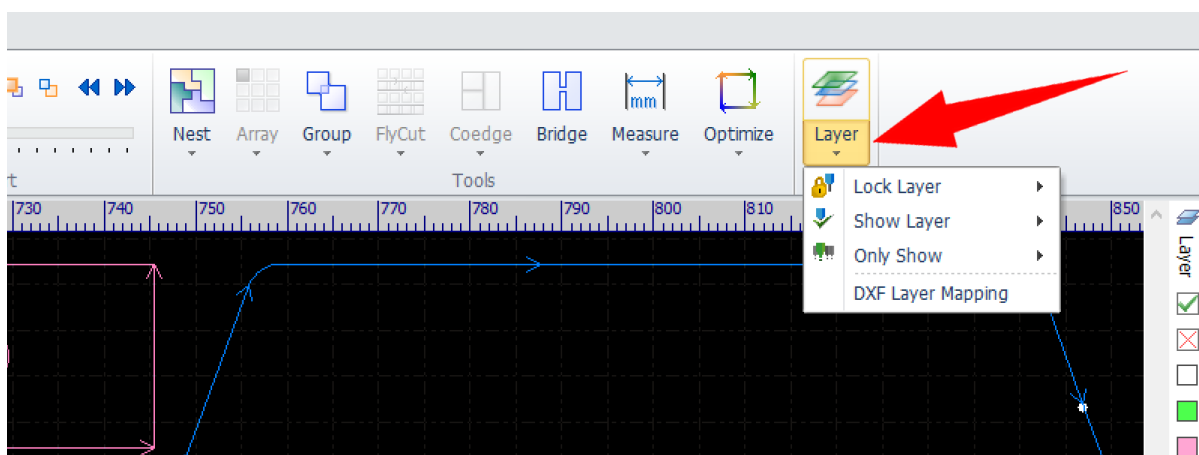 mm
Nest Array Group FlyCut Coedge Bridge Measure Optimize Layer
t Tools
Lock Layer
730 740 750 760 770 780 790 800 810 850
Show Layer
Layer
Only Show
DXF Layer Mapping